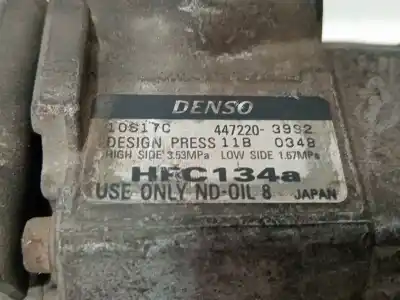 DENSO
10S17C 447220-3992
DESIGN PRESS 11B 0348
HIGH SIDE 3.53MPa LOW SIDE 1.67MPa
HFC134a
USE ONLY ND-OIL 8 JAPAN